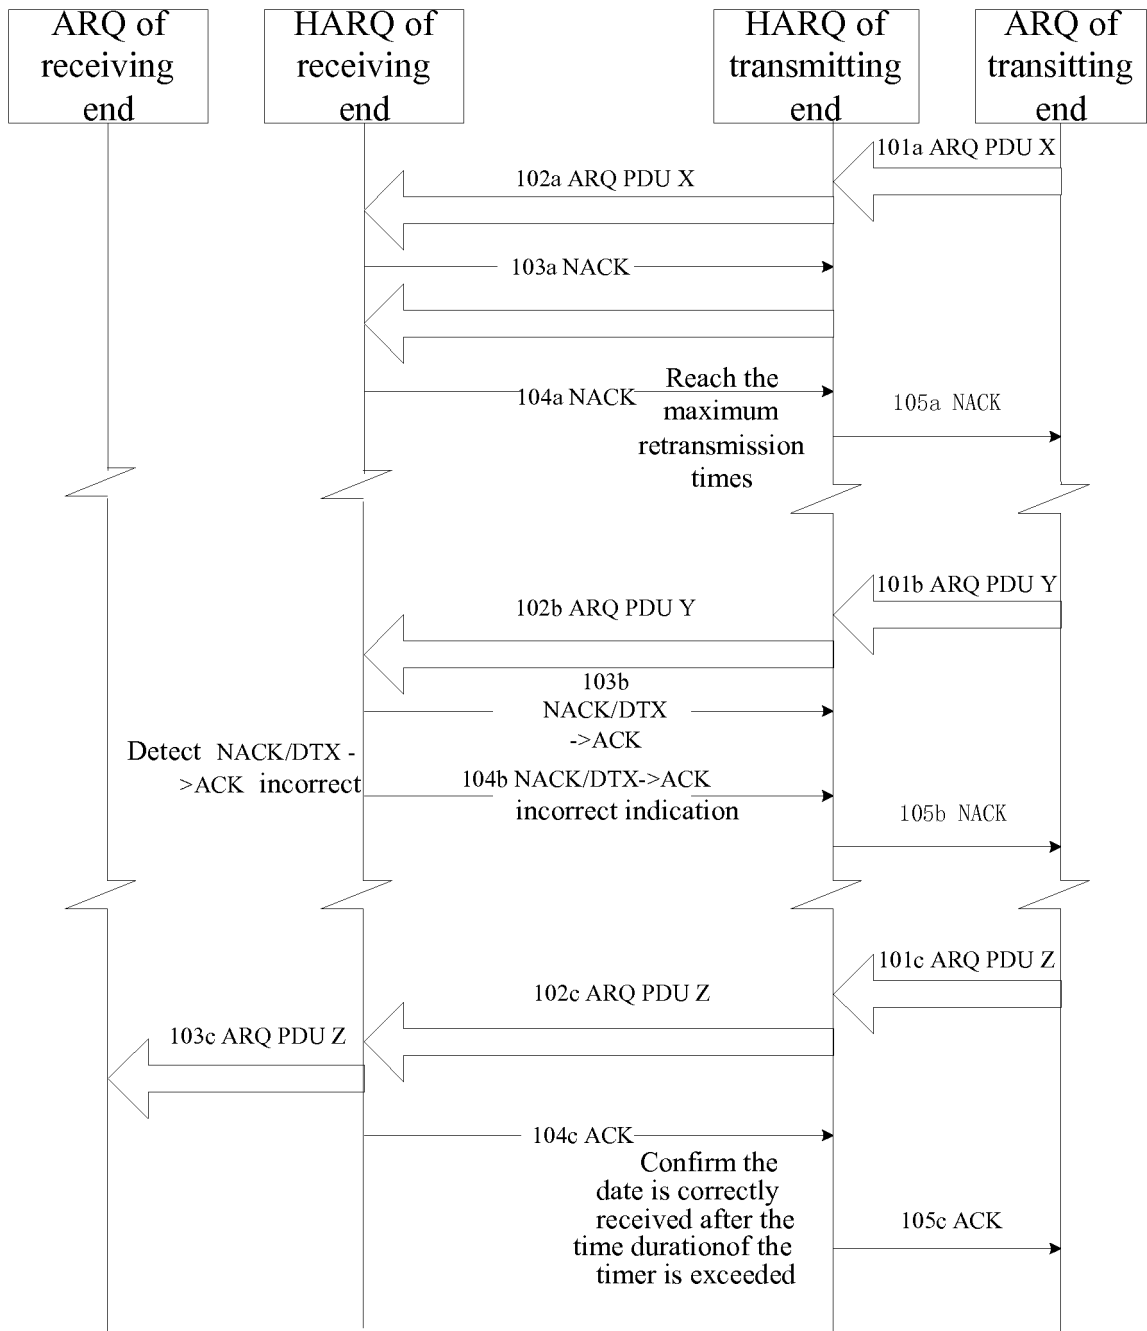 ARQ of
receiving
end
HARQ of
receiving
end
HARQ of
transmitting
end
ARQ of
transitting
end
101a ARQ PDU X
102a ARQ PDU X
103a NACK
104a NACK
Reach the
maximum
retransmission
times
105a NACK
101b ARQ PDU Y
102b ARQ PDU Y
103b
NACK/DTX
->ACK
Detect NACK/DTX -
>ACK incorrect
104b NACK/DTX->ACK
incorrect indication
105b NACK
101c ARQ PDU Z
102c ARQ PDU Z
103c ARQ PDU Z
104c ACK
Confirm the
date is correctly
received after the
time durationof the
timer is exceeded
105c ACK